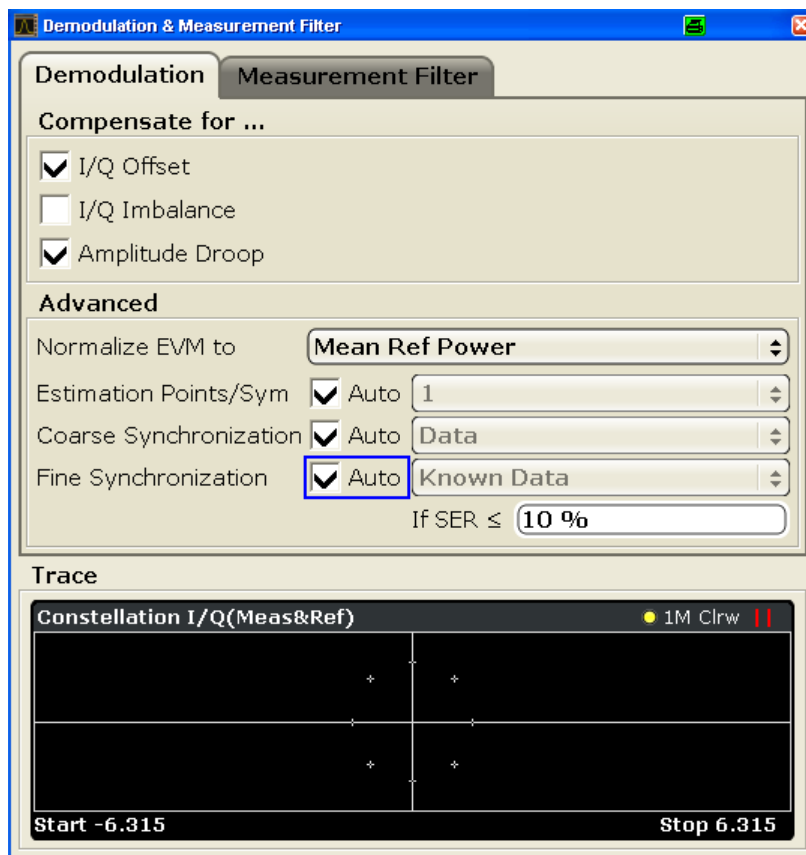 Demodulation & Measurement Filter
Demodulation
Measurement Filter
Compensate for ...
I/Q Offset
I/Q Imbalance
Amplitude Droop
Advanced
Normalize EVM to Mean Ref Power
Estimation Points/Sym Auto 1
Coarse Synchronization Auto Data
Fine Synchronization Auto Known Data
If SER ≤ 10 %
Trace
Constellation I/Q(Meas&Ref) 1M Clrw
Start -6.315 Stop 6.315